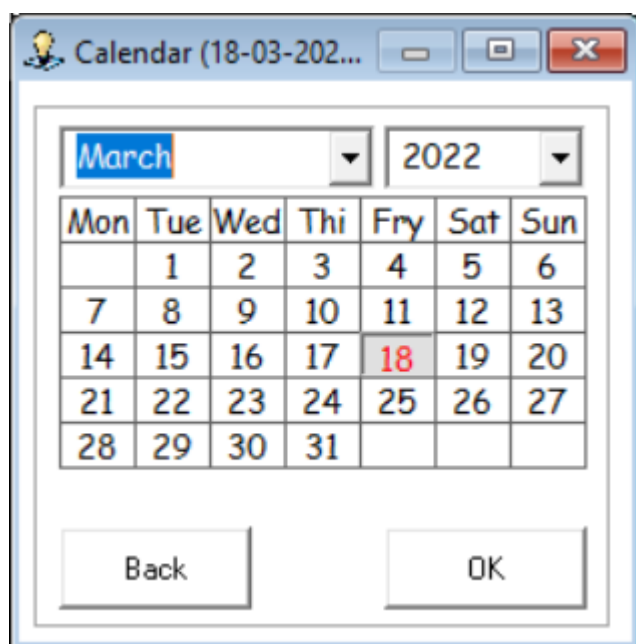 Calendar (18-03-202...
March 2022
Mon Tue Wed Thi Fry Sat Sun
1 2 3 4 5 6
7 8 9 10 11 12 13
14 15 16 17 18 19 20
21 22 23 24 25 26 27
28 29 30 31
Back OK